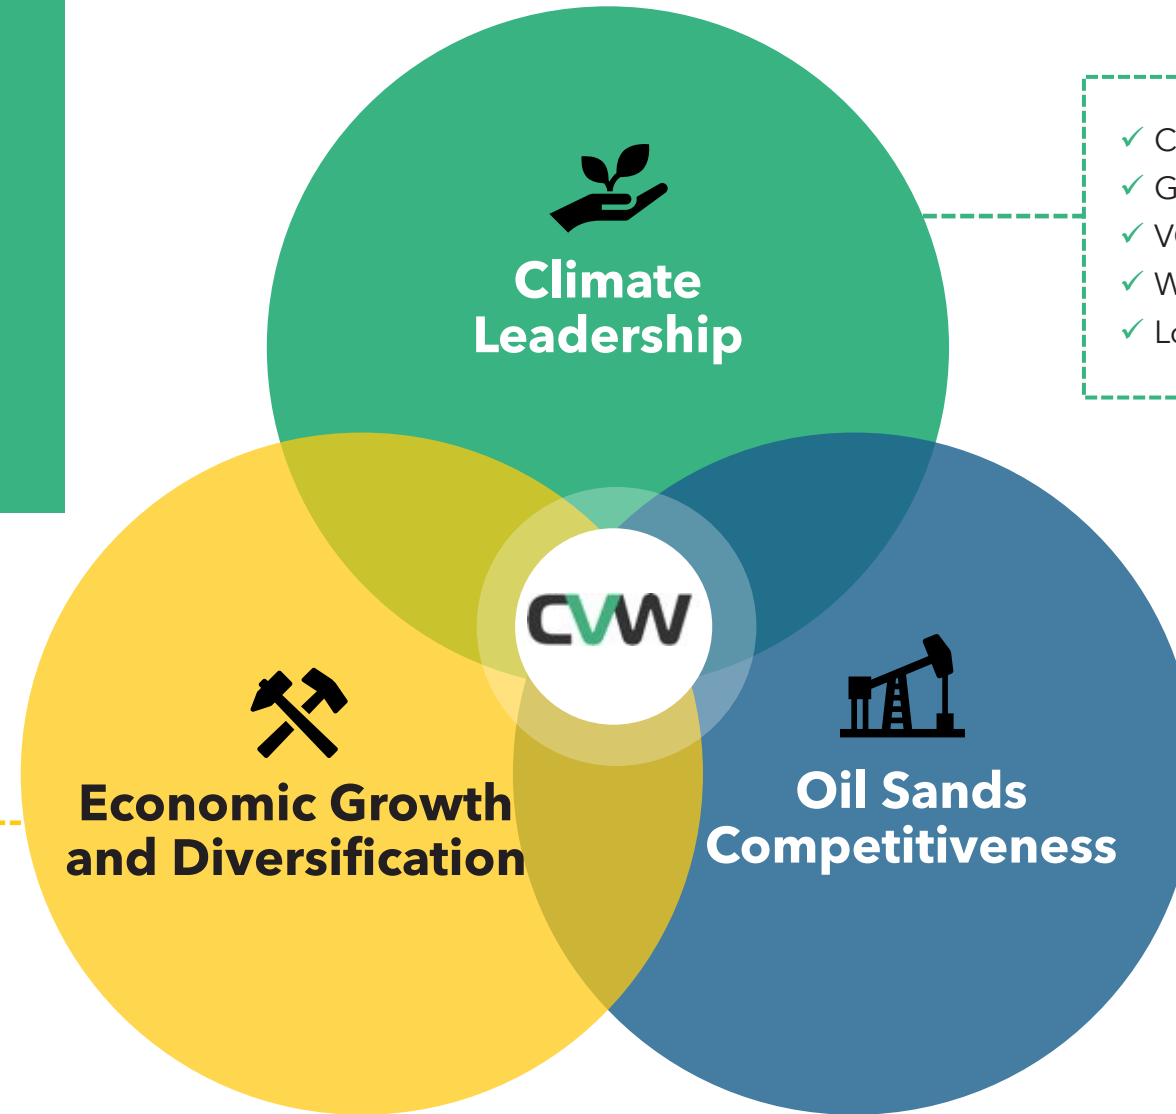 Climate
Leadership
CVW
Economic Growth
and Diversification
Oil Sands
Competitiveness